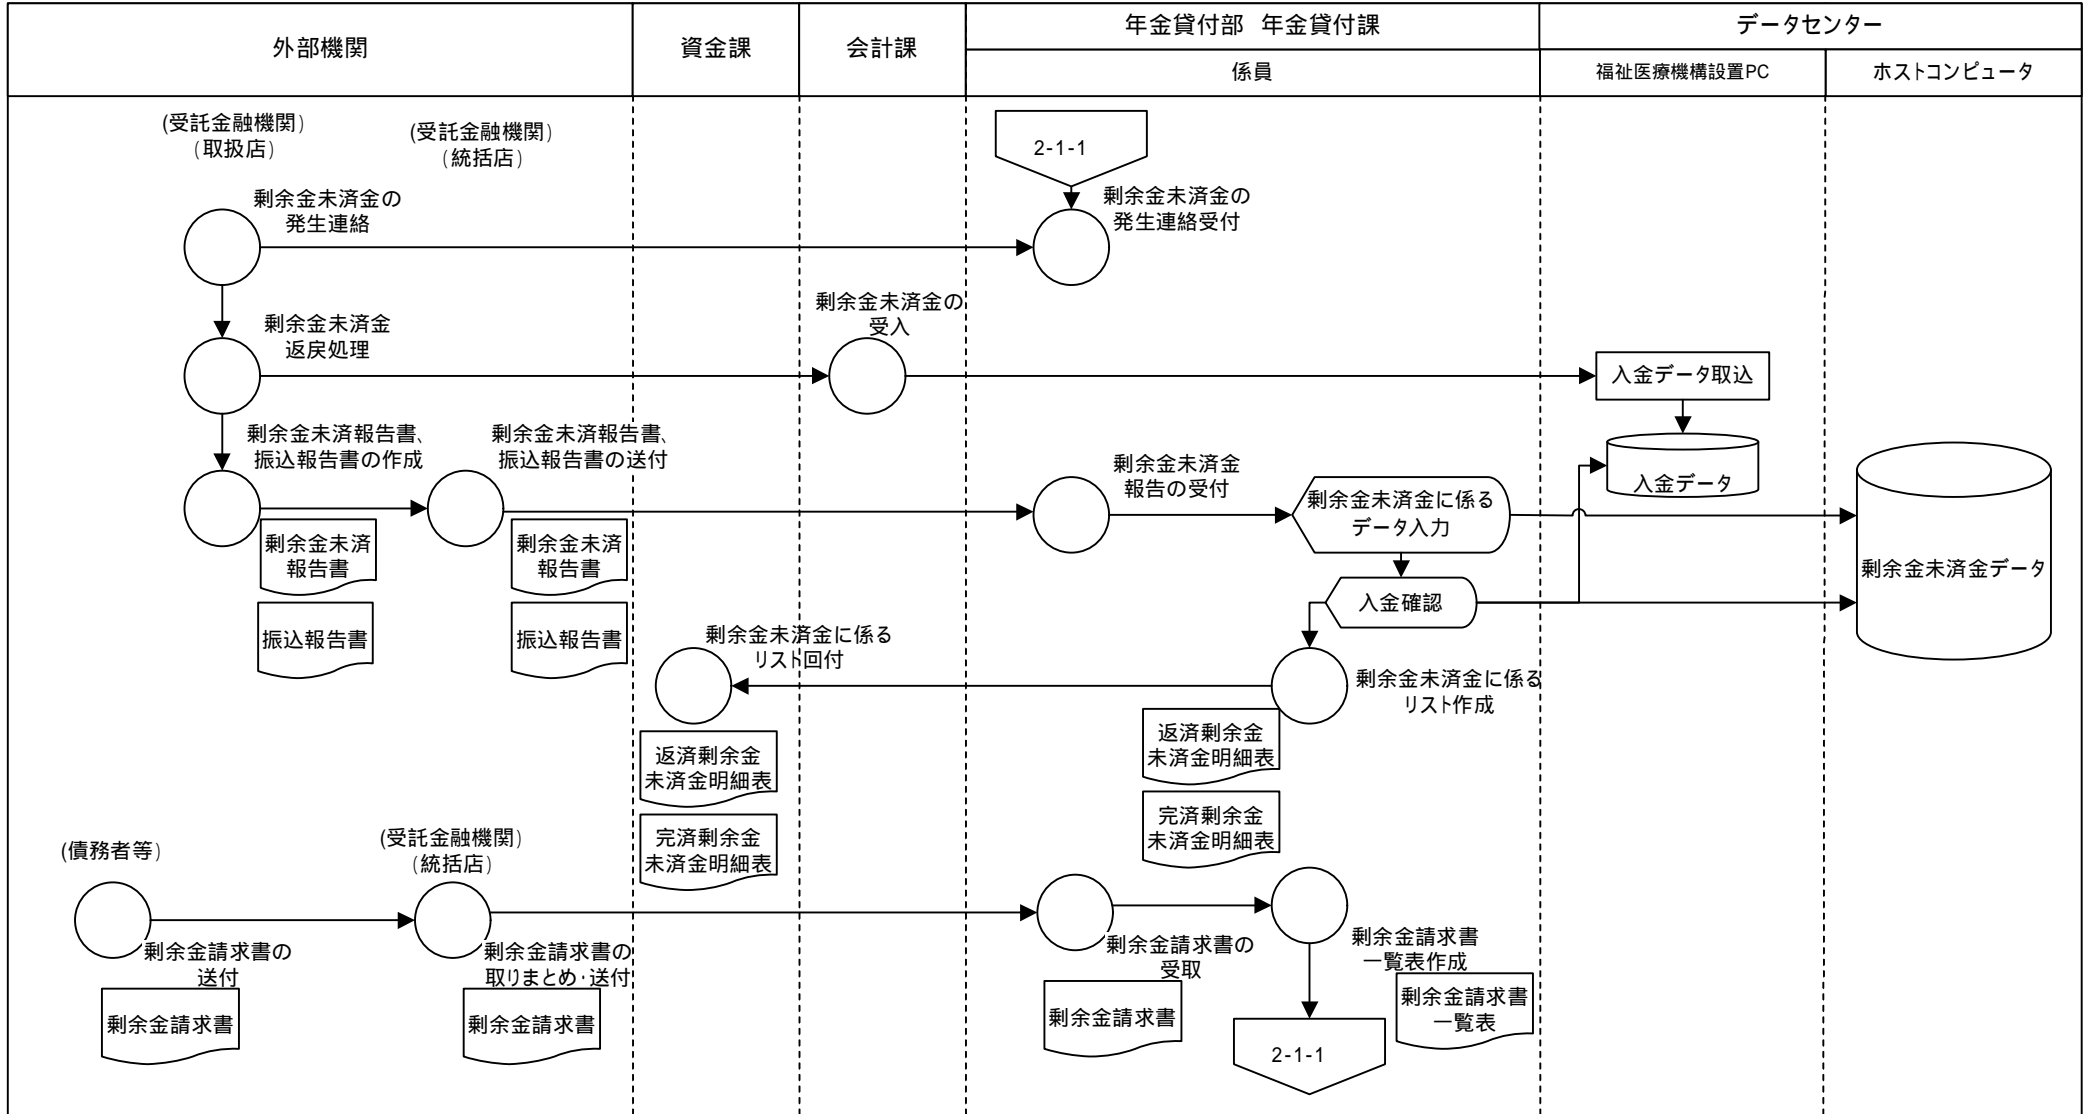 外部機関
資金課
会計課
年金貸付部 年金貸付課
データセンター
係員
福祉医療機構設置PC
ホストコンピュータ
(受託金融機関)
(取扱店)
(受託金融機関)
(統括店)
2-1-1
剰余金未済金の
発生連絡
剰余金未済金の
発生連絡受付
剰余金未済金
返戻処理
剰余金未済金の
受入
入金データ取込
入金データ
剰余金未済報告書、
振込報告書の作成
剰余金未済報告書、
振込報告書の送付
剰余金未済金
報告の受付
剰余金未済金に係る
データ入力
剰余金未済
報告書
剰余金未済
報告書
剰余金未済金データ
入金確認
振込報告書
振込報告書
剰余金未済金に係る
リスト回付
剰余金未済金に係る
リスト作成
返済剰余金
未済金明細表
返済剰余金
未済金明細表
完済剰余金
未済金明細表
完済剰余金
未済金明細表
(債務者等)
(受託金融機関)
(統括店)
剰余金請求書の
送付
剰余金請求書の
取りまとめ・送付
剰余金請求書の
受取
剰余金請求書
一覧表作成
剰余金請求書
剰余金請求書
剰余金請求書
剰余金請求書
一覧表
2-1-1